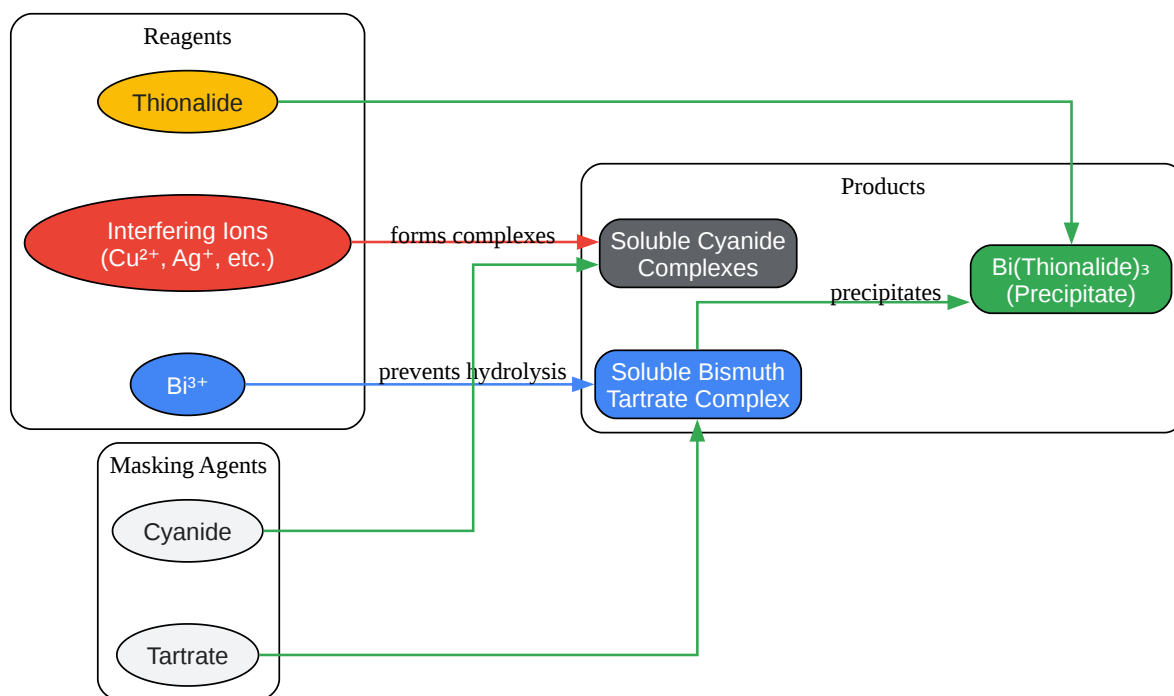 Reagents
Thionalide
Interfering Ions
(Cu²⁺, Ag⁺, etc.)
Bi³⁺
Masking Agents
Cyanide
Tartrate
forms complexes
prevents hydrolysis
Products
Soluble Cyanide
Complexes
Soluble Bismuth
Tartrate Complex
precipitates
Bi(Thionalide)₃
(Precipitate)